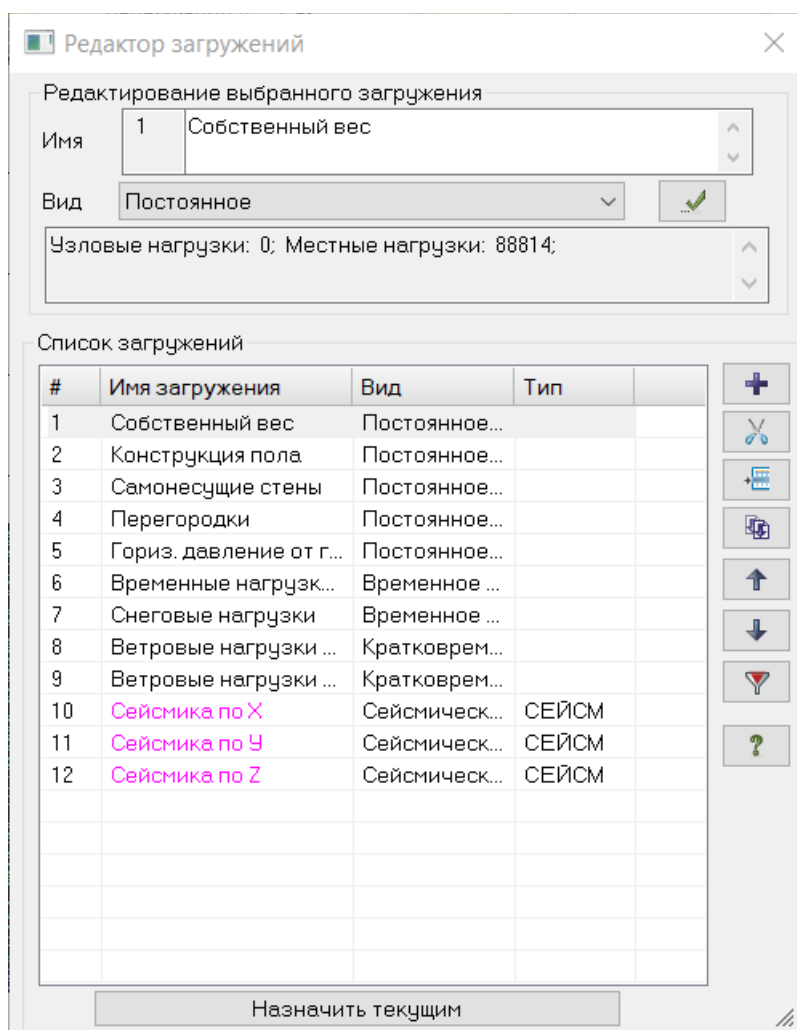 Редактор загружений
Редактирование выбранного загружения
Имя 1 Собственный вес
Вид Постоянное
Узловые нагрузки: 0; Местные нагрузки: 88814;
Список загружений
# Имя загружения Вид Тип
1 Собственный вес Постоянное...
2 Конструкция пола Постоянное...
3 Самонесущие стены Постоянное...
4 Перегородки Постоянное...
5 Гориз. давление от г... Постоянное...
6 Временные нагрузк... Временное ...
7 Снеговые нагрузки Временное ...
8 Ветровые нагрузки ... Кратковрем...
9 Ветровые нагрузки ... Кратковрем...
10 Сейсмика по X Сейсмическ... СЕЙСМ
11 Сейсмика по У Сейсмическ... СЕЙСМ
12 Сейсмика по Z Сейсмическ... СЕЙСМ
Назначить текущим